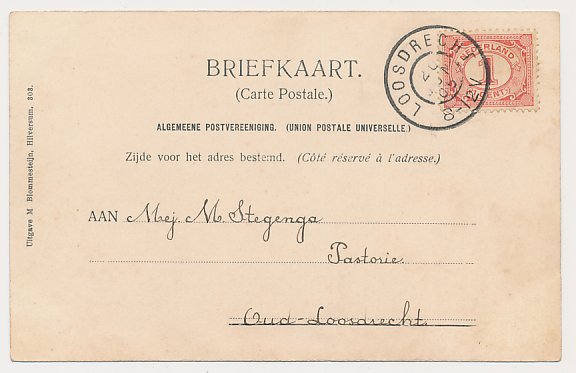 BRIEFKAART.
(Carte Postale.)
ALGEMEENE POSTVEREENIGING. (UNION POSTALE UNIVERSELLE.)
Zijde voor het adres bestemd. (Côté réservé à l'adresse.)
AAN Mej. M. Stegenga
Pastorie
Oud-Loosdrecht.
Uitgave M Blommesteijn, Hilversum. 303.
LOOSDRECHT
NEDERLAND
1
CENT